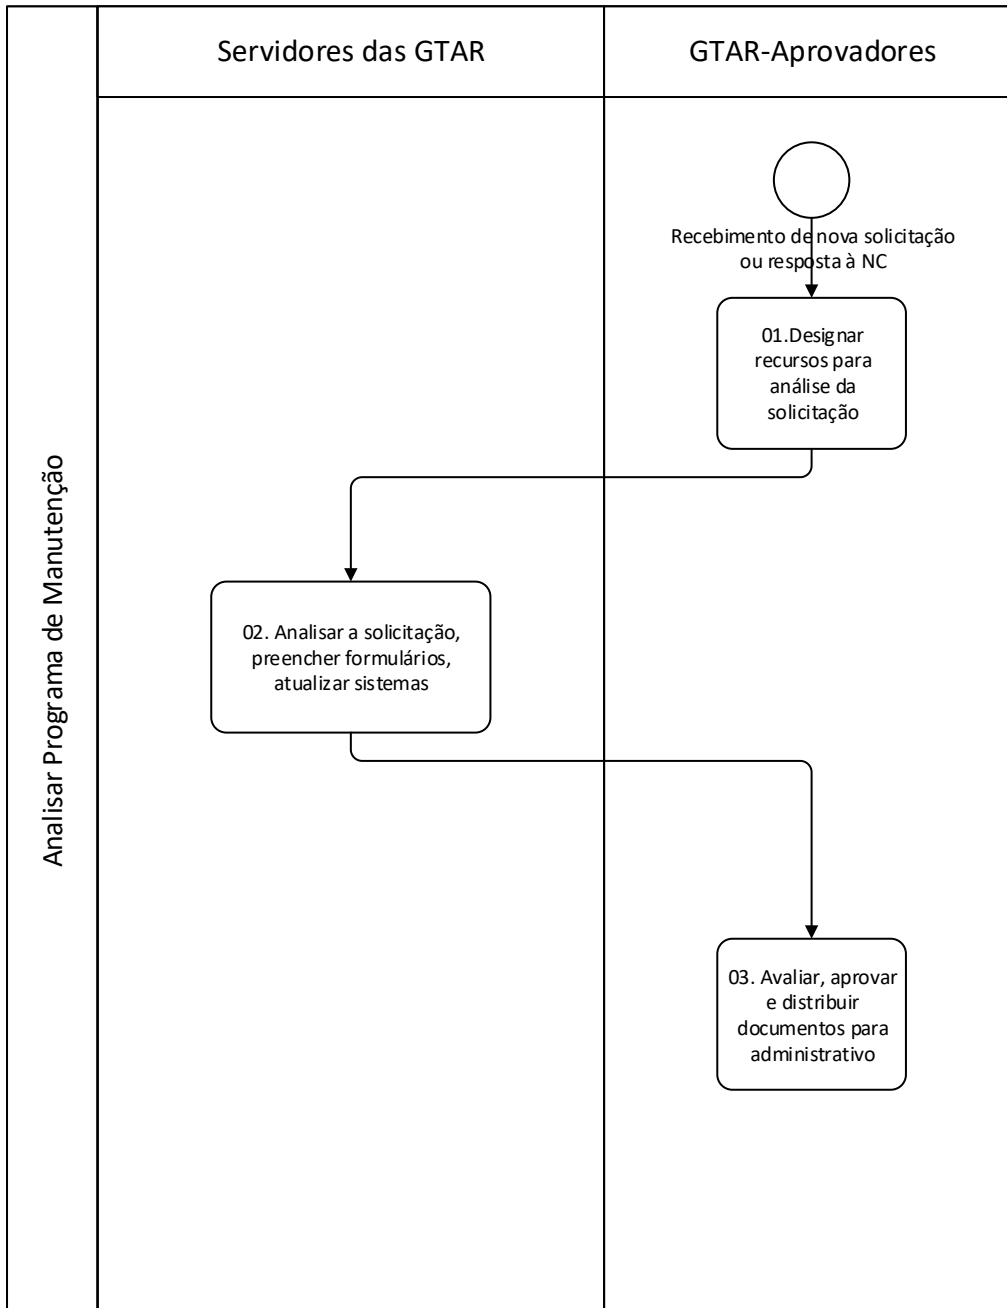 Servidores das GTAR
GTAR-Aprovadores
Analisar Programa de Manutenção
Recebimento de nova solicitação
ou resposta à NC
01.Designar
recursos para
análise da
solicitação
02. Analisar a solicitação,
preencher formulários,
atualizar sistemas
03. Avaliar, aprovar
e distribuir
documentos para
administrativo